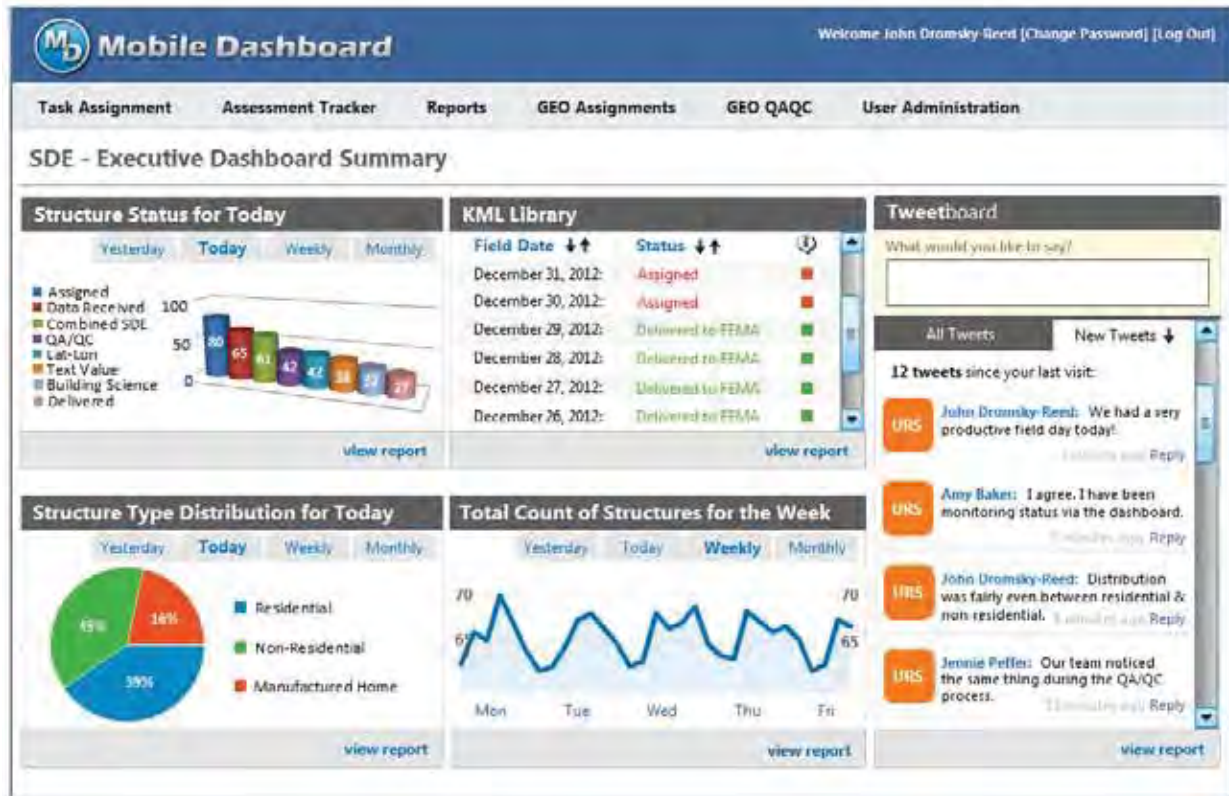 MD Mobile Dashboard
Welcome John Dromsky-Reed [Change Password] [Log Out]
Task Assignment Assessment Tracker Reports GEO Assignments GEO QAQC User Administration
SDE - Executive Dashboard Summary
Structure Status for Today
Yesterday Today Weekly Monthly
Assigned
Data Received
Combined SDE
QA/QC
Lat-Lon
Text Value
Building Science
Delivered
100
50
0
80 65 61 42 42 27
view report
KML Library
Field Date Status
December 31, 2012: Assigned
December 30, 2012: Assigned
December 29, 2012: Delivered to FEMA
December 28, 2012: Delivered to FEMA
December 27, 2012: Delivered to FEMA
December 26, 2012: Delivered to FEMA
view report
Tweetboard
What would you like to say?
All Tweets New Tweets
12 tweets since your last visit:
URS
John Dromsky-Reed: We had a very
productive field day today!
Reply
URS
Amy Baker: I agree. I have been
monitoring status via the dashboard.
minutes ago Reply
URS
John Dromsky-Reed: Distribution
was fairly even between residential &
non residential. minutes ago Reply
URS
Jennie Peffer: Our team noticed
the same thing during the QA/QC
process.
minutes ago Reply
view report
Structure Type Distribution for Today
Yesterday Today Weekly Monthly
16%
39%
Residential
Non-Residential
Manufactured Home
view report
Total Count of Structures for the Week
Yesterday Today Weekly Monthly
70 70
65 65
Mon Tue Wed Thu Fri
view report